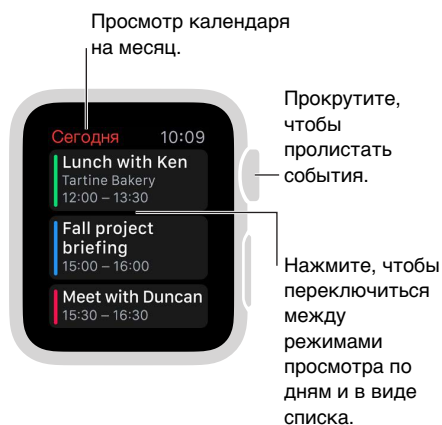 Просмотр календаря
на месяц.
Сегодня 10:09
Lunch with Ken
Tartine Bakery
12:00 – 13:30
Fall project
briefing
15:00 – 16:00
Meet with Duncan
15:30 – 16:30
Прокрутите,
чтобы
пролистать
события.
Нажмите, чтобы
переключиться
между
режимами
просмотра по
дням и в виде
списка.